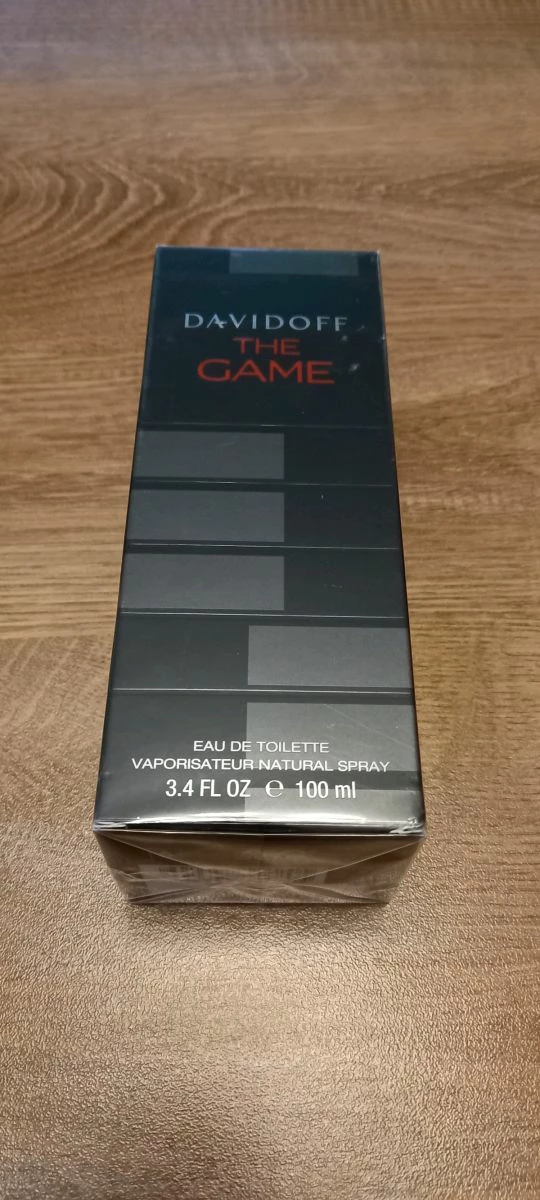 DAVIDOFF
THE
GAME
EAU DE TOILETTE
VAPORISATEUR NATURAL SPRAY
3.4 FL OZ ℮ 100 ml